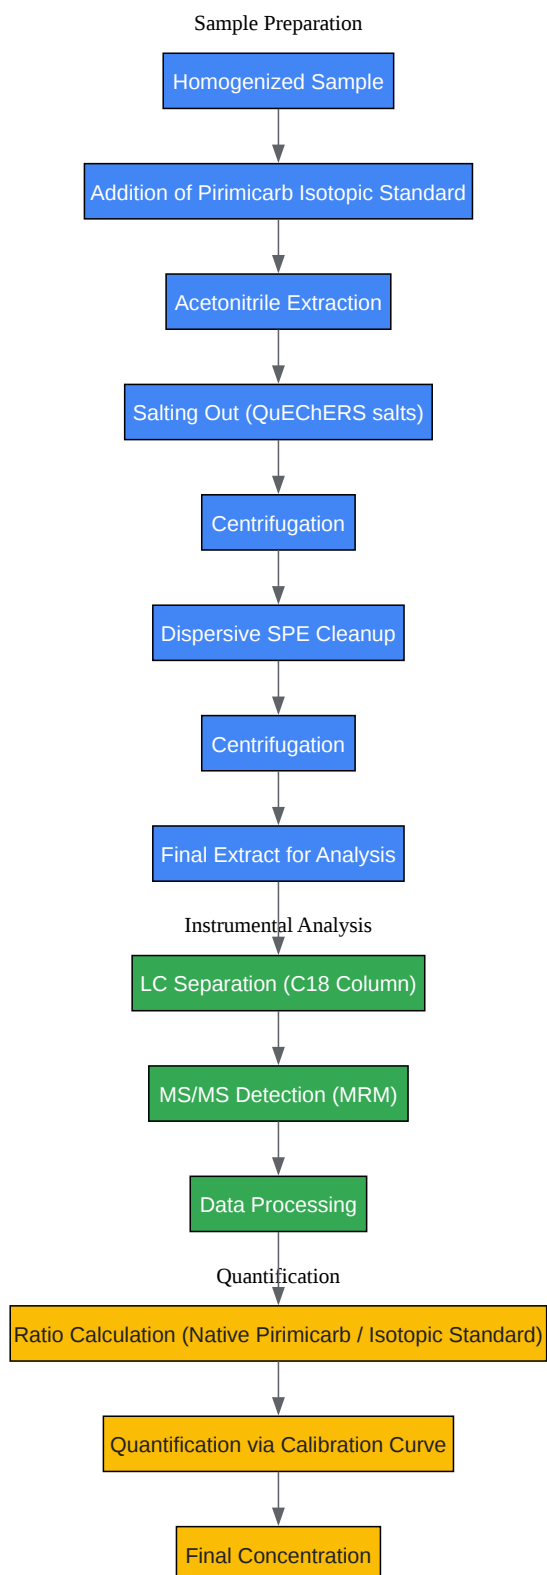 Sample Preparation
Homogenized Sample
Addition of Pirimicarb Isotopic Standard
Acetonitrile Extraction
Salting Out (QuEChERS salts)
Centrifugation
Dispersive SPE Cleanup
Centrifugation
Final Extract for Analysis
Instrumental Analysis
LC Separation (C18 Column)
MS/MS Detection (MRM)
Data Processing
Quantification
Ratio Calculation (Native Pirimicarb / Isotopic Standard)
Quantification via Calibration Curve
Final Concentration